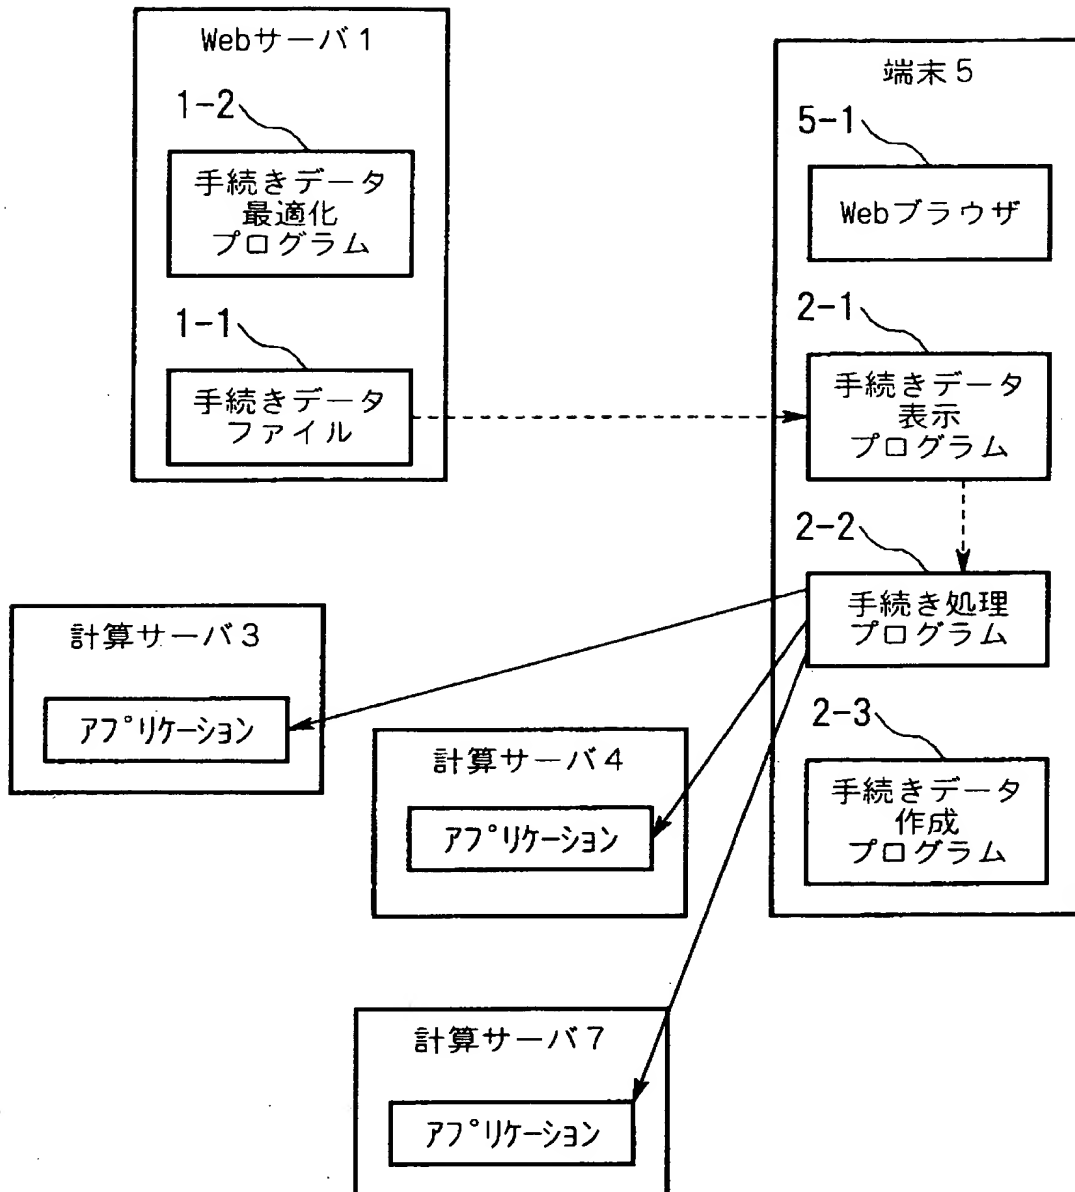 Webサーバ1
1-2
手続きデータ
最適化
プログラム
1-1
手続きデータ
ファイル
端末5
5-1
Webブラウザ
2-1
手続きデータ
表示
プログラム
2-2
手続き処理
プログラム
2-3
手続きデータ
作成
プログラム
計算サーバ3
アプリケーション
計算サーバ4
アプリケーション
計算サーバ7
アプリケーション